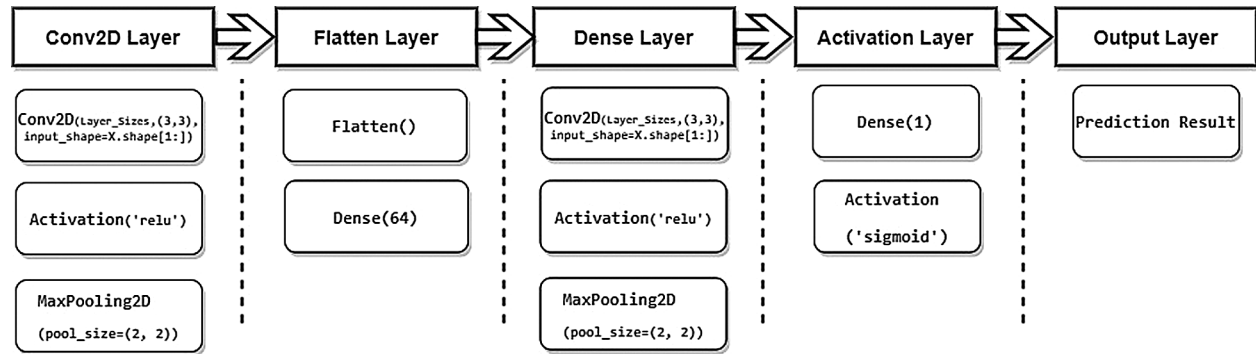 Conv2D Layer
Flatten Layer
Dense Layer
Activation Layer
Output Layer
Conv2D(Layer_Sizes,(3,3),
input_shape=X.shape[1:])
Activation('relu')
MaxPooling2D
(pool_size=(2, 2))
Flatten()
Dense(64)
Conv2D(Layer_Sizes,(3,3),
input_shape=X.shape[1:])
Activation('relu')
MaxPooling2D
(pool_size=(2, 2))
Dense(1)
Activation
('sigmoid')
Prediction Result